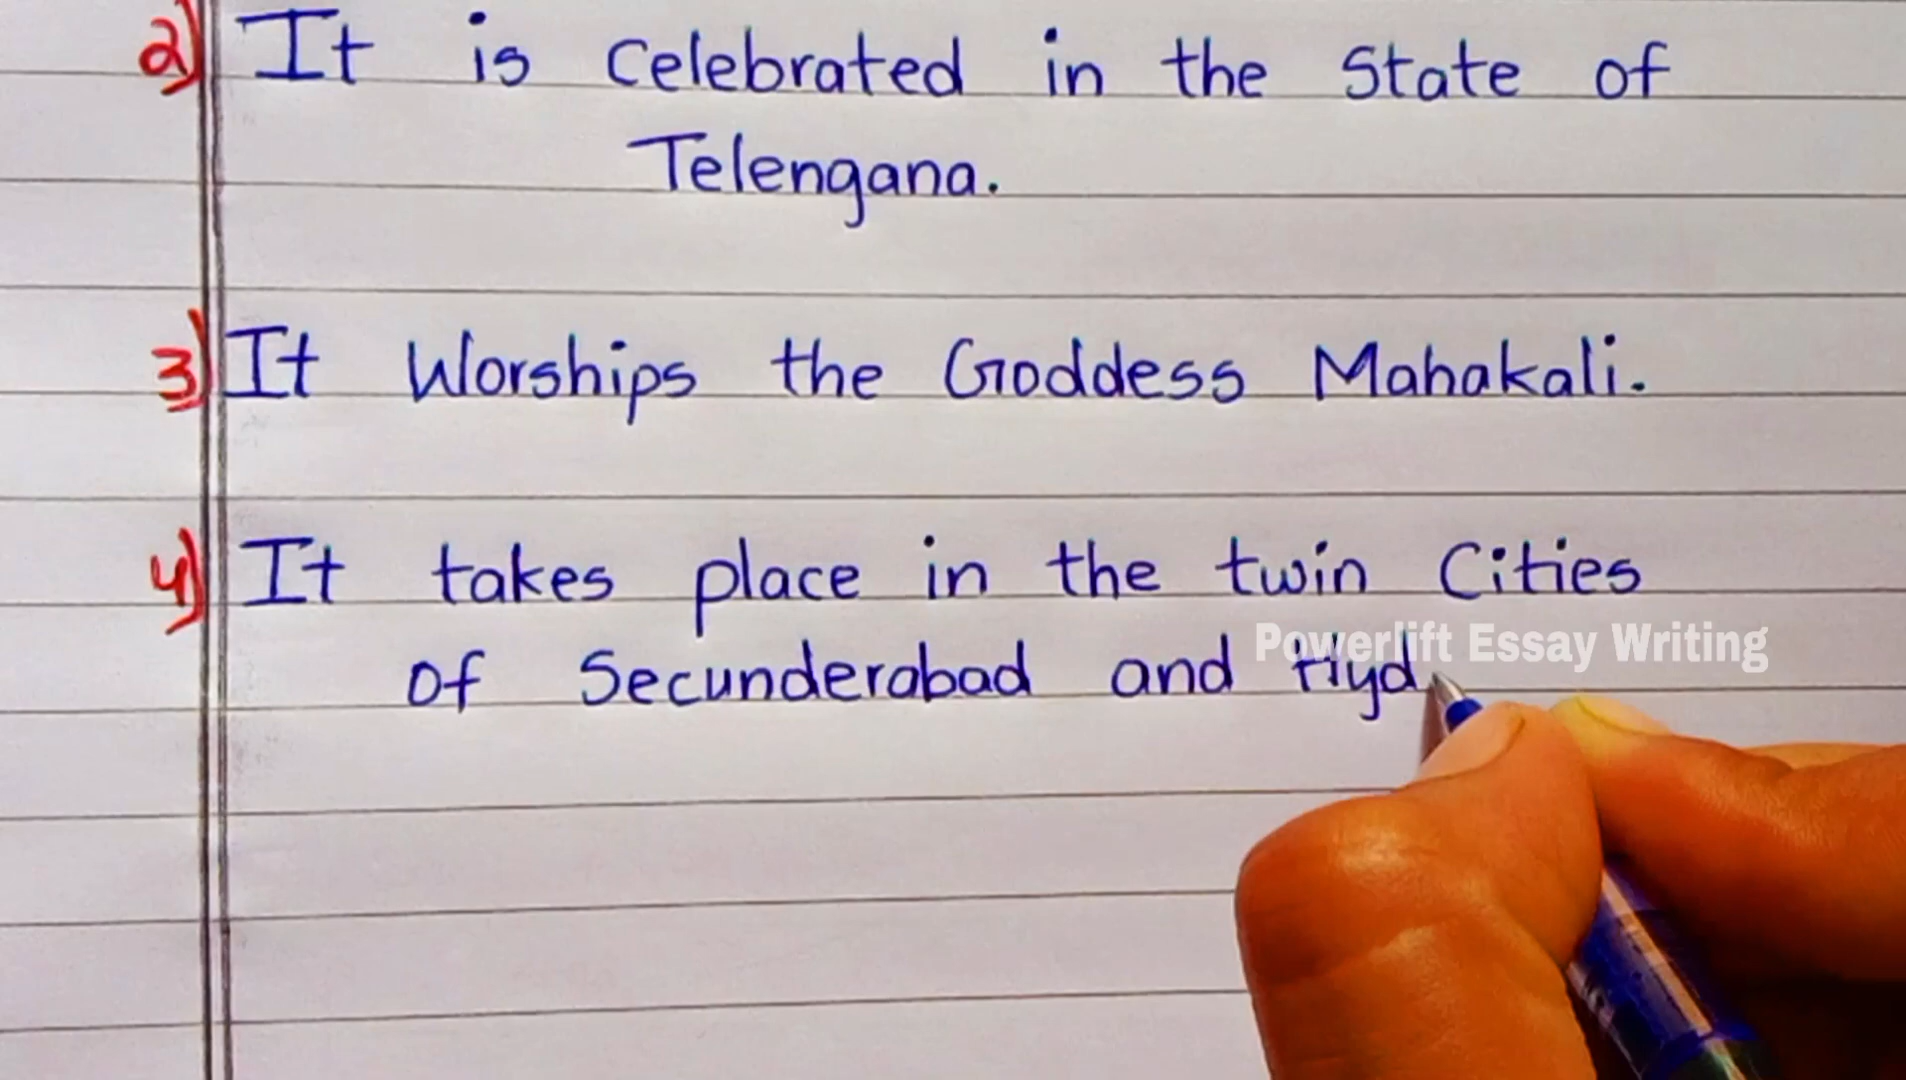 2) It is celebrated in the State of
Telengana.
3) It Worships the Goddess Mahakali.
4) It takes place in the twin Cities
Powerlift Essay Writing
of Secunderabad and Hyd